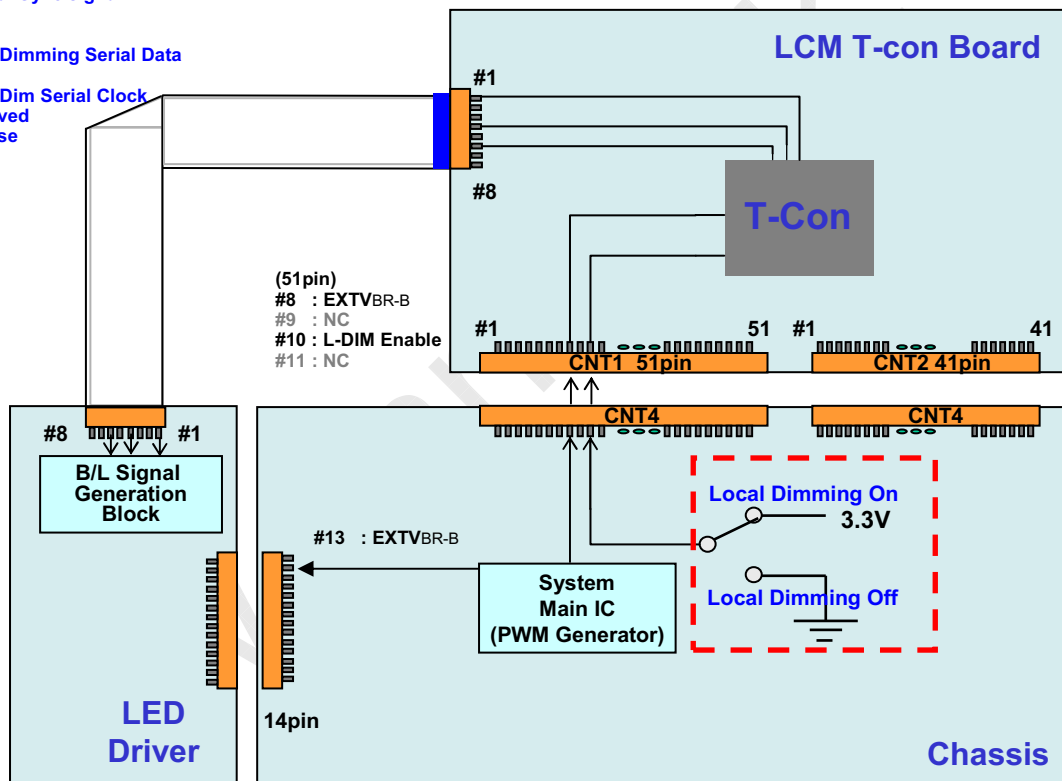 Dimming Serial Data
Dim Serial Clock
LCM T-con Board
#1
#8
T-Con
(51pin)
#8 : EXTVBR-B
#9 : NC
#10 : L-DIM Enable
#11 : NC
#1
51
#1
41
CNT1 51pin
CNT2 41pin
CNT4
CNT4
#8
#1
B/L Signal
Generation
Block
#13 : EXTVBR-B
System
Main IC
(PWM Generator)
Local Dimming On
3.3V
Local Dimming Off
14pin
LED
Driver
Chassis